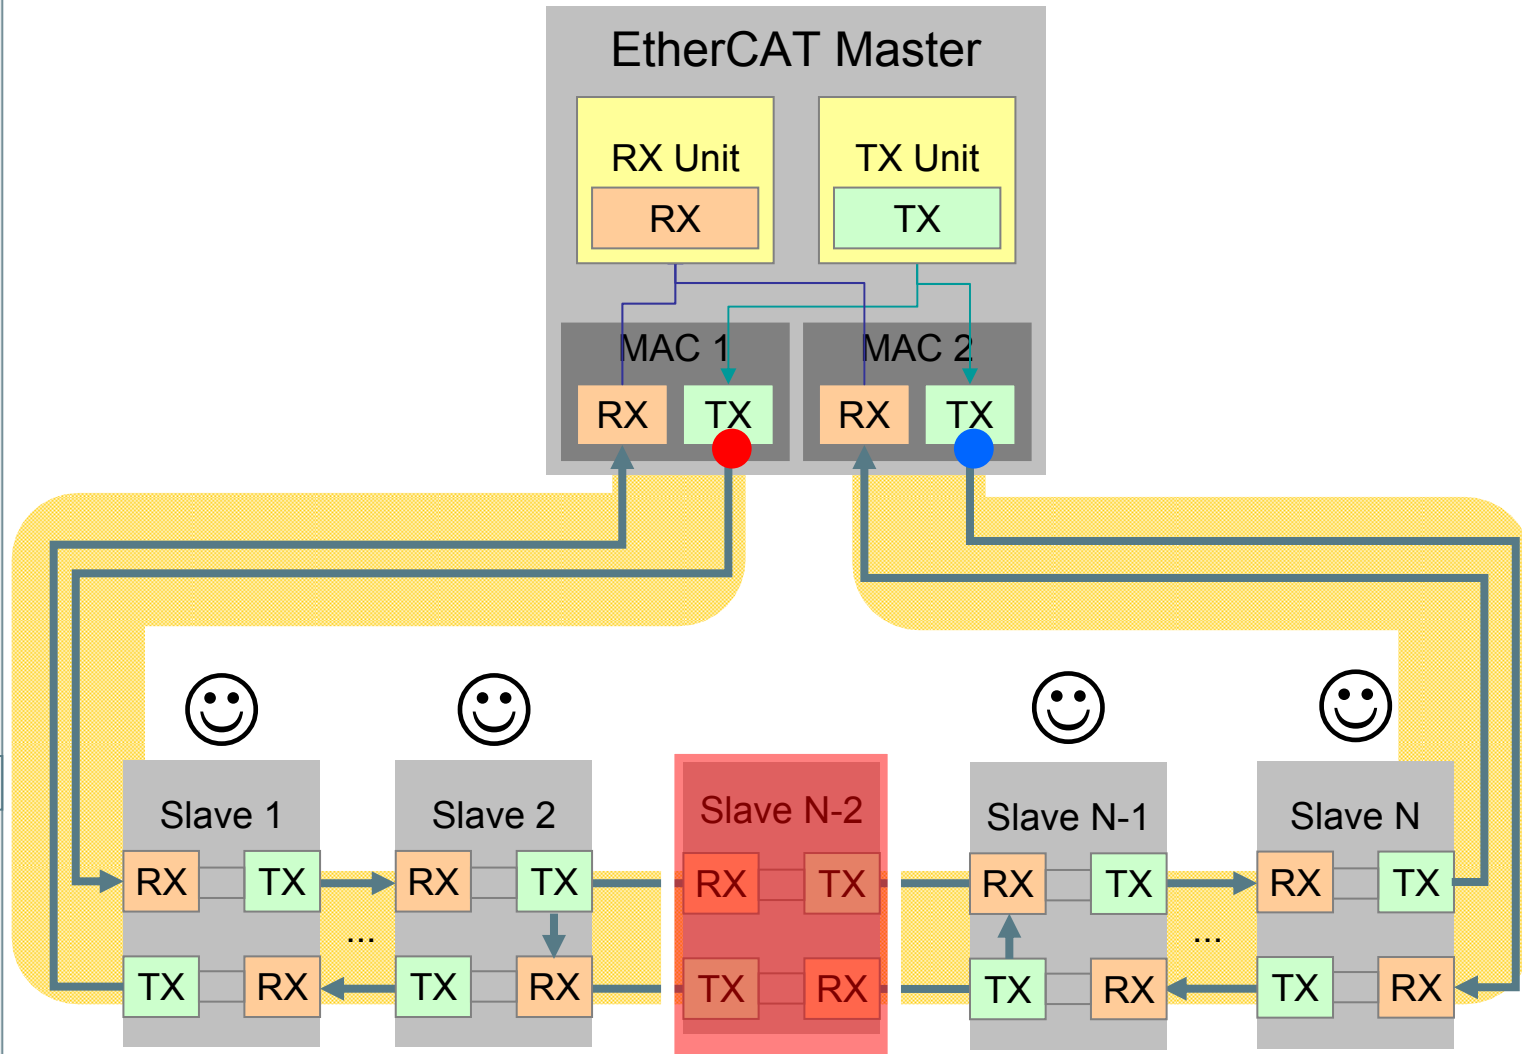 EtherCAT Master
RX Unit
TX Unit
RX
TX
MAC 1
MAC 2
RX
TX
RX
TX
Slave 1
Slave 2
Slave N-2
Slave N-1
Slave N
RX
TX
RX
TX
RX
TX
RX
TX
RX
TX
...
...
TX
RX
TX
RX
TX
RX
TX
RX
TX
RX